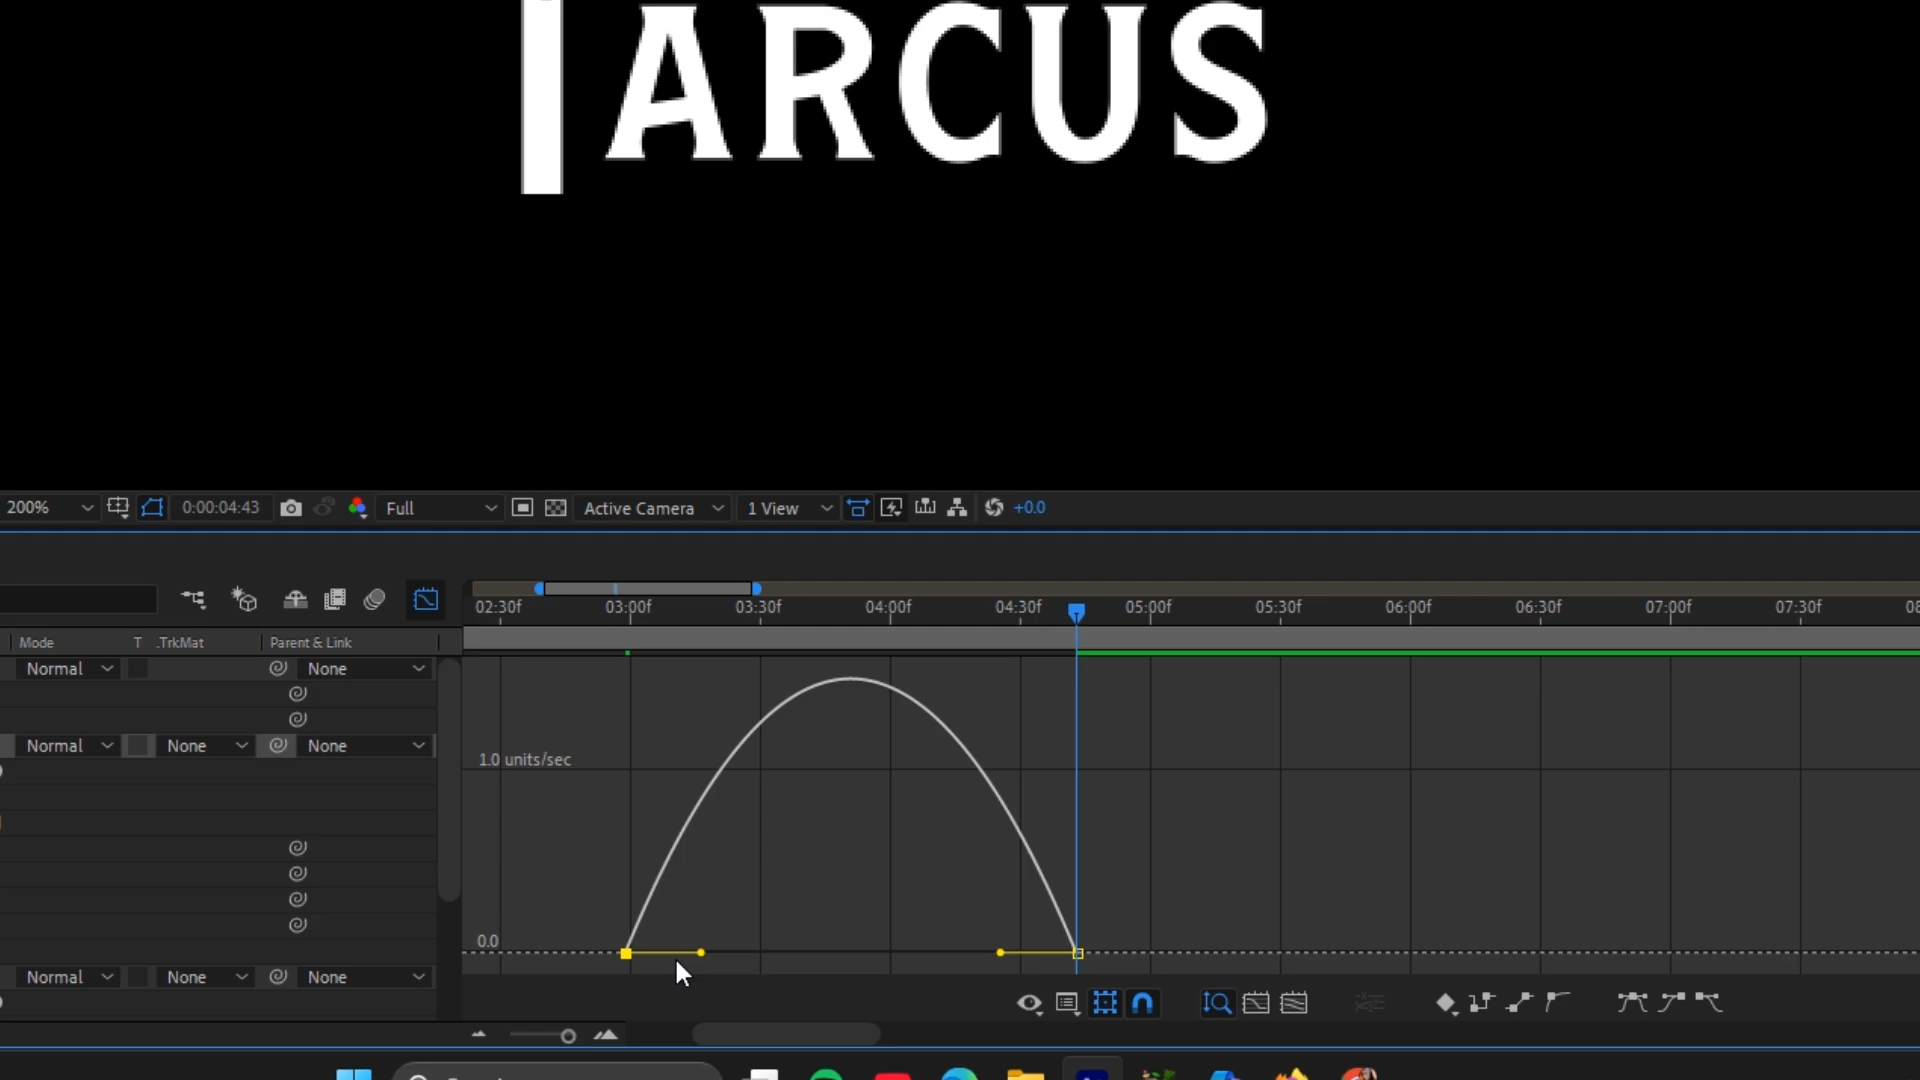 ARCUS
200% 0:00:04:43 Full Active Camera 1 View +0.0
02:30f 03:00f 03:30f 04:00f 04:30f 05:00f 05:30f 06:00f 06:30f 07:00f 07:30f 08
Mode T .TrkMat Parent & Link
Normal None
Normal None None
1.0 units/sec
0.0
Normal None None